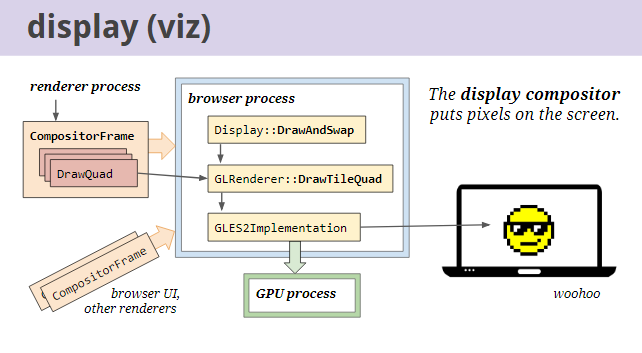 display (viz)
renderer process
CompositorFrame
DrawQuad
browser process
Display::DrawAndSwap
GLRenderer::DrawTileQuad
GLES2Implementation
GPU process
CompositorFrame
browser UI,
other renderers
The display compositor
puts pixels on the screen.
woohoo